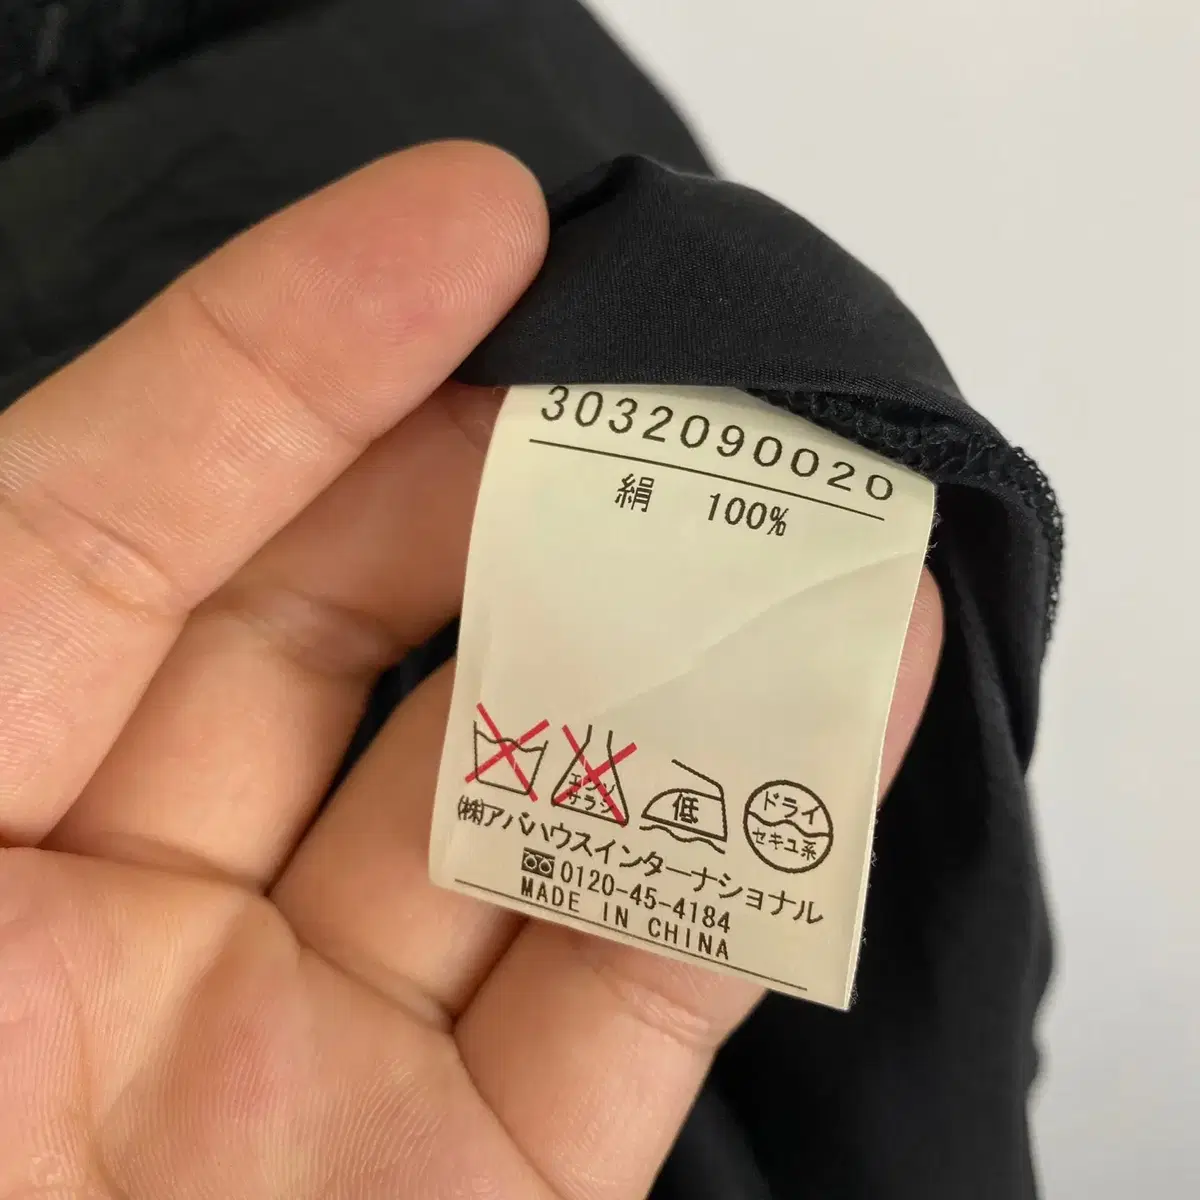 3032090020
絹 100%
エンソ
サラシ
低
ドライ
セキユ系
(株)アバハウスインターナショナル
0120-45-4184
MADE IN CHINA